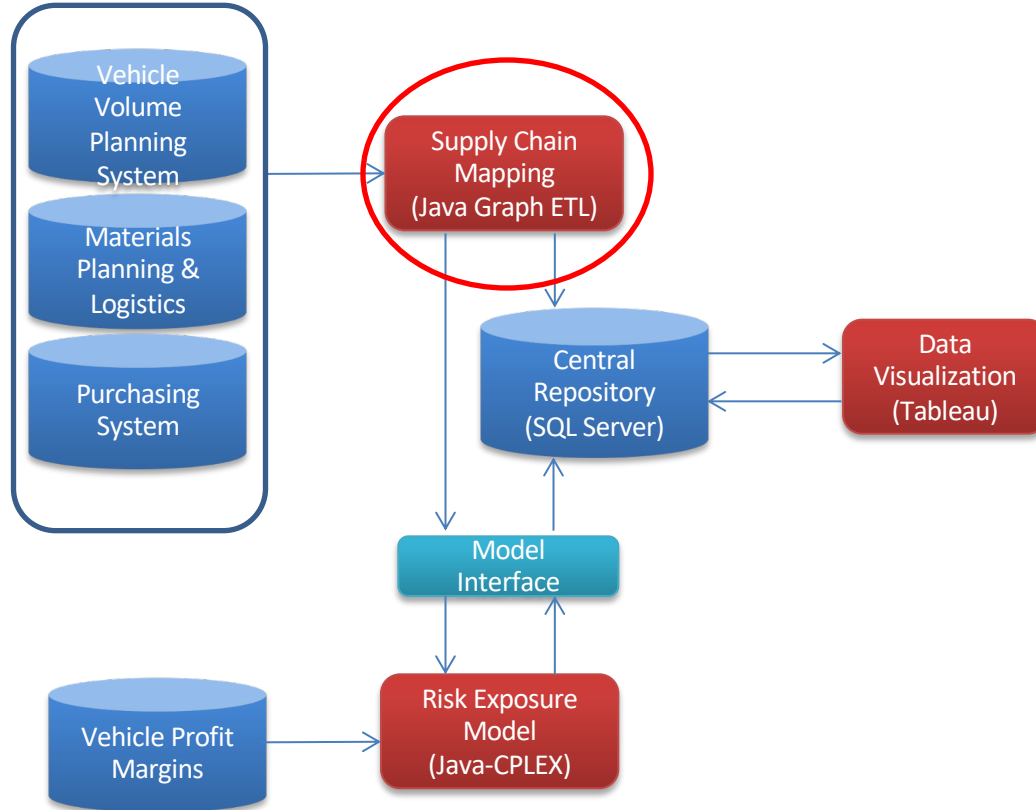 Vehicle
Volume
Planning
System
Materials
Planning &
Logistics
Purchasing
System
Supply Chain
Mapping
(Java Graph ETL)
Central
Repository
(SQL Server)
Data
Visualization
(Tableau)
Model
Interface
Vehicle Profit
Margins
Risk Exposure
Model
(Java-CPLEX)